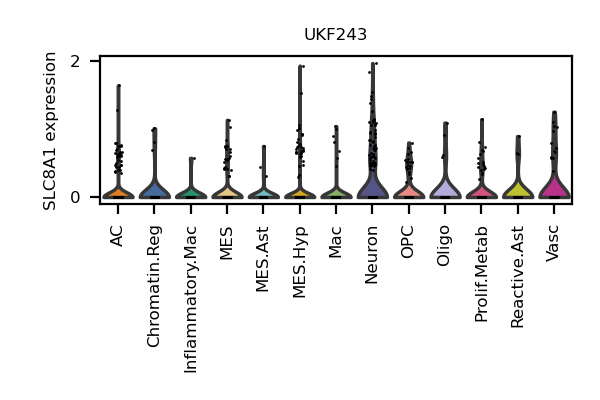 UKF243
SLC8A1 expression
2
0
AC
Chromatin.Reg
Inflammatory.Mac
MES
MES.Ast
MES.Hyp
Mac
Neuron
OPC
Oligo
Prolif.Metab
Reactive.Ast
Vasc